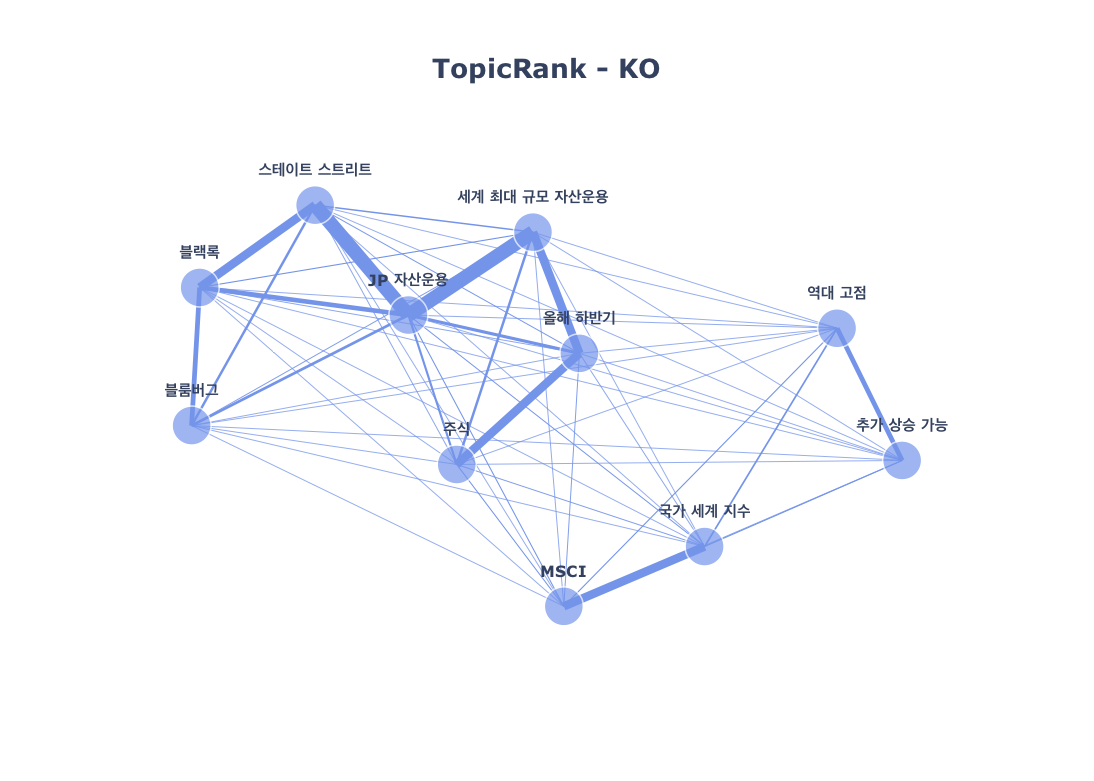 TopicRank - KO
스테이트 스트리트
세계 최대 규모 자산운용
블랙록
JP 자산운용
역대 고점
올해 하반기
블룸버그
추가 상승 가능
주식
국가 세계 지수
MSCI